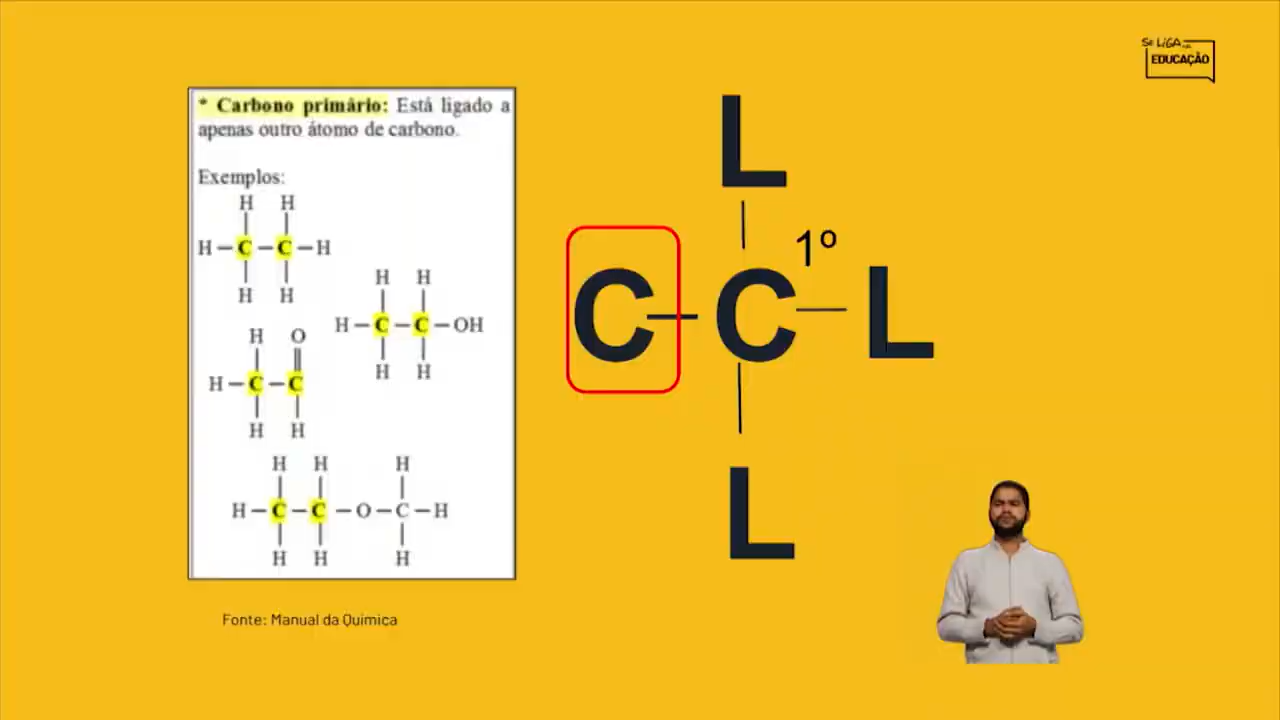 Se LiGA na
EDUCAÇÃO
* Carbono primário: Está ligado a
apenas outro átomo de carbono.
Exemplos:
H H
H – C – C – H
H H
H H
H – C – C – OH
H H
H O
H – C – C
H H
H H H
H – C – C – O – C – H
H H H
L
1º
C – C – L
L
Fonte: Manual da Química